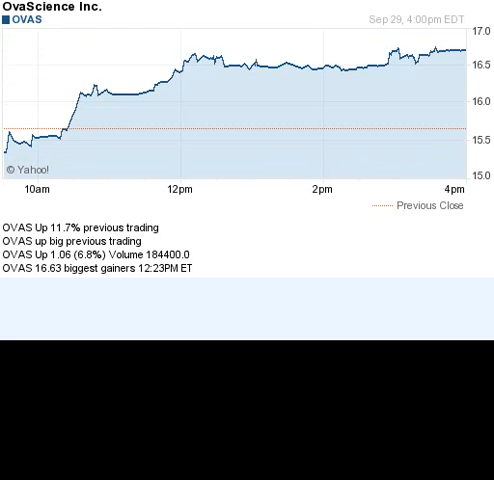 OvaScience Inc.
OVAS Sep 29, 4:00pm EDT
17.0
16.5
16.0
15.5
15.0
© Yahoo!
10am 12pm 2pm 4pm
Previous Close
OVAS Up 11.7% previous trading
OVAS up big previous trading
OVAS Up 1.06 (6.8%) Volume 184400.0
OVAS 16.63 biggest gainers 12:23PM ET